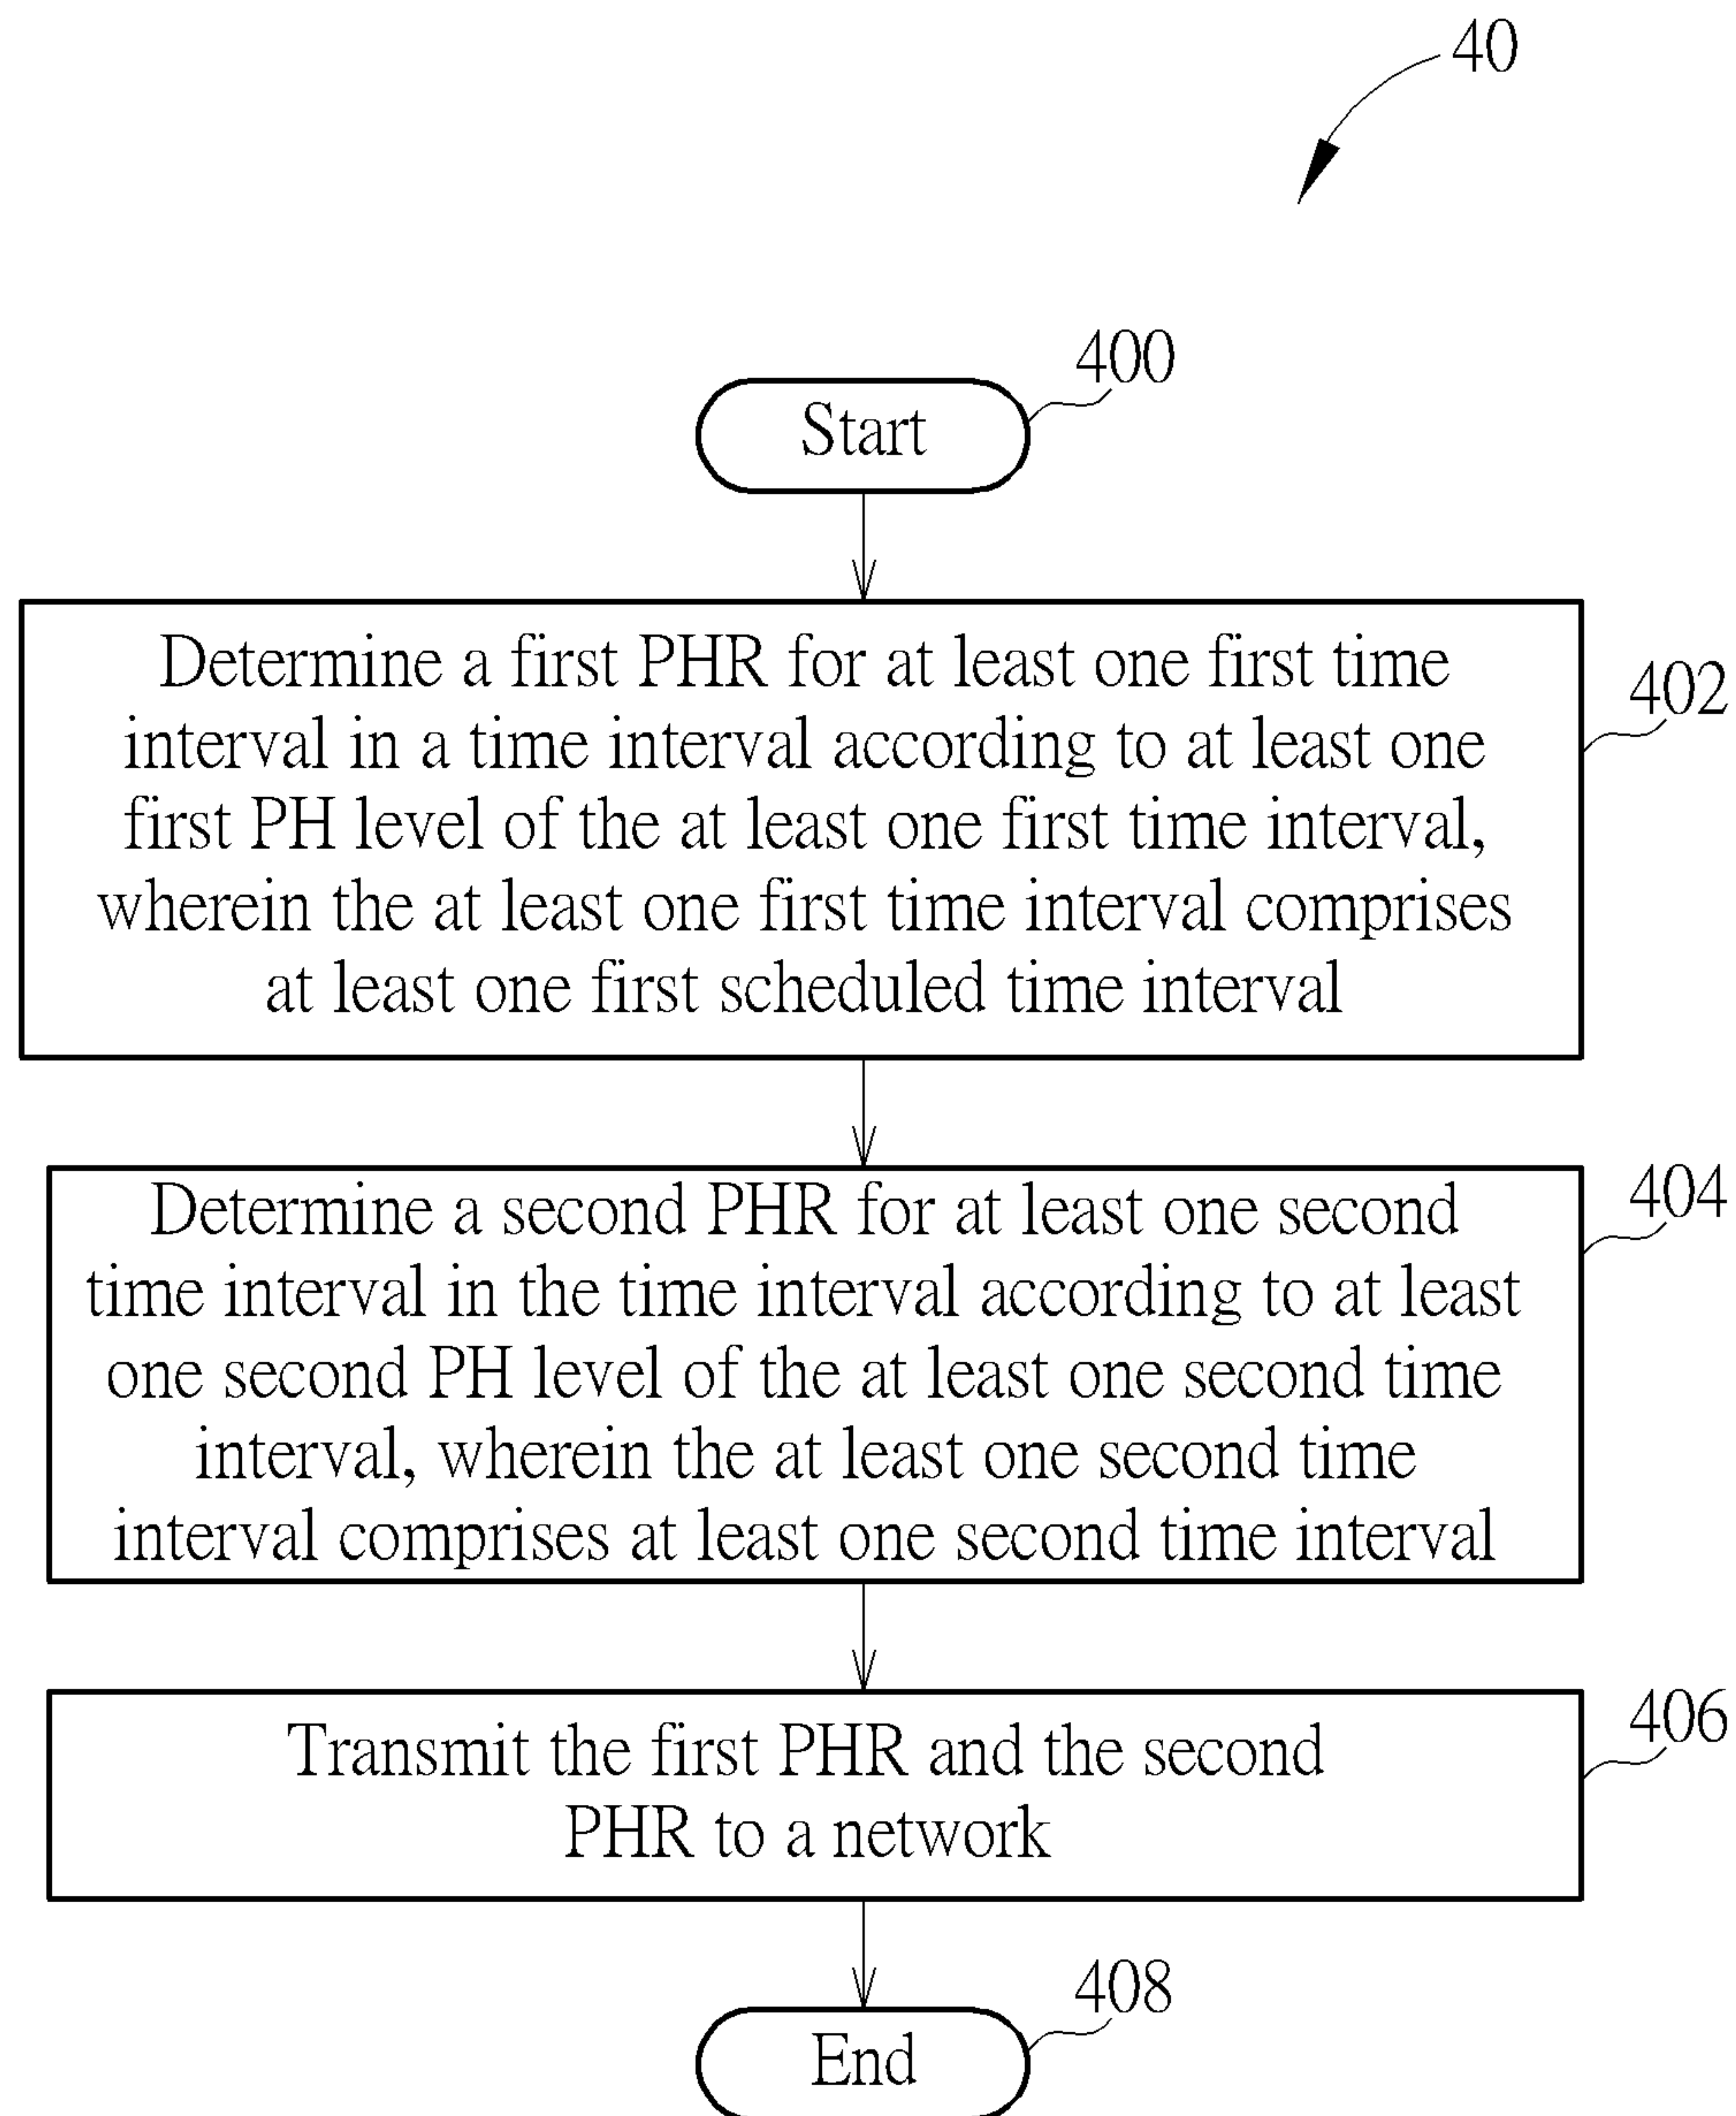 40
400
Start
402
Determine a first PHR for at least one first time
interval in a time interval according to at least one
first PH level of the at least one first time interval,
wherein the at least one first time interval comprises
at least one first scheduled time interval
404
Determine a second PHR for at least one second
time interval in the time interval according to at least
one second PH level of the at least one second time
interval, wherein the at least one second time
interval comprises at least one second time interval
406
Transmit the first PHR and the second
PHR to a network
408
End